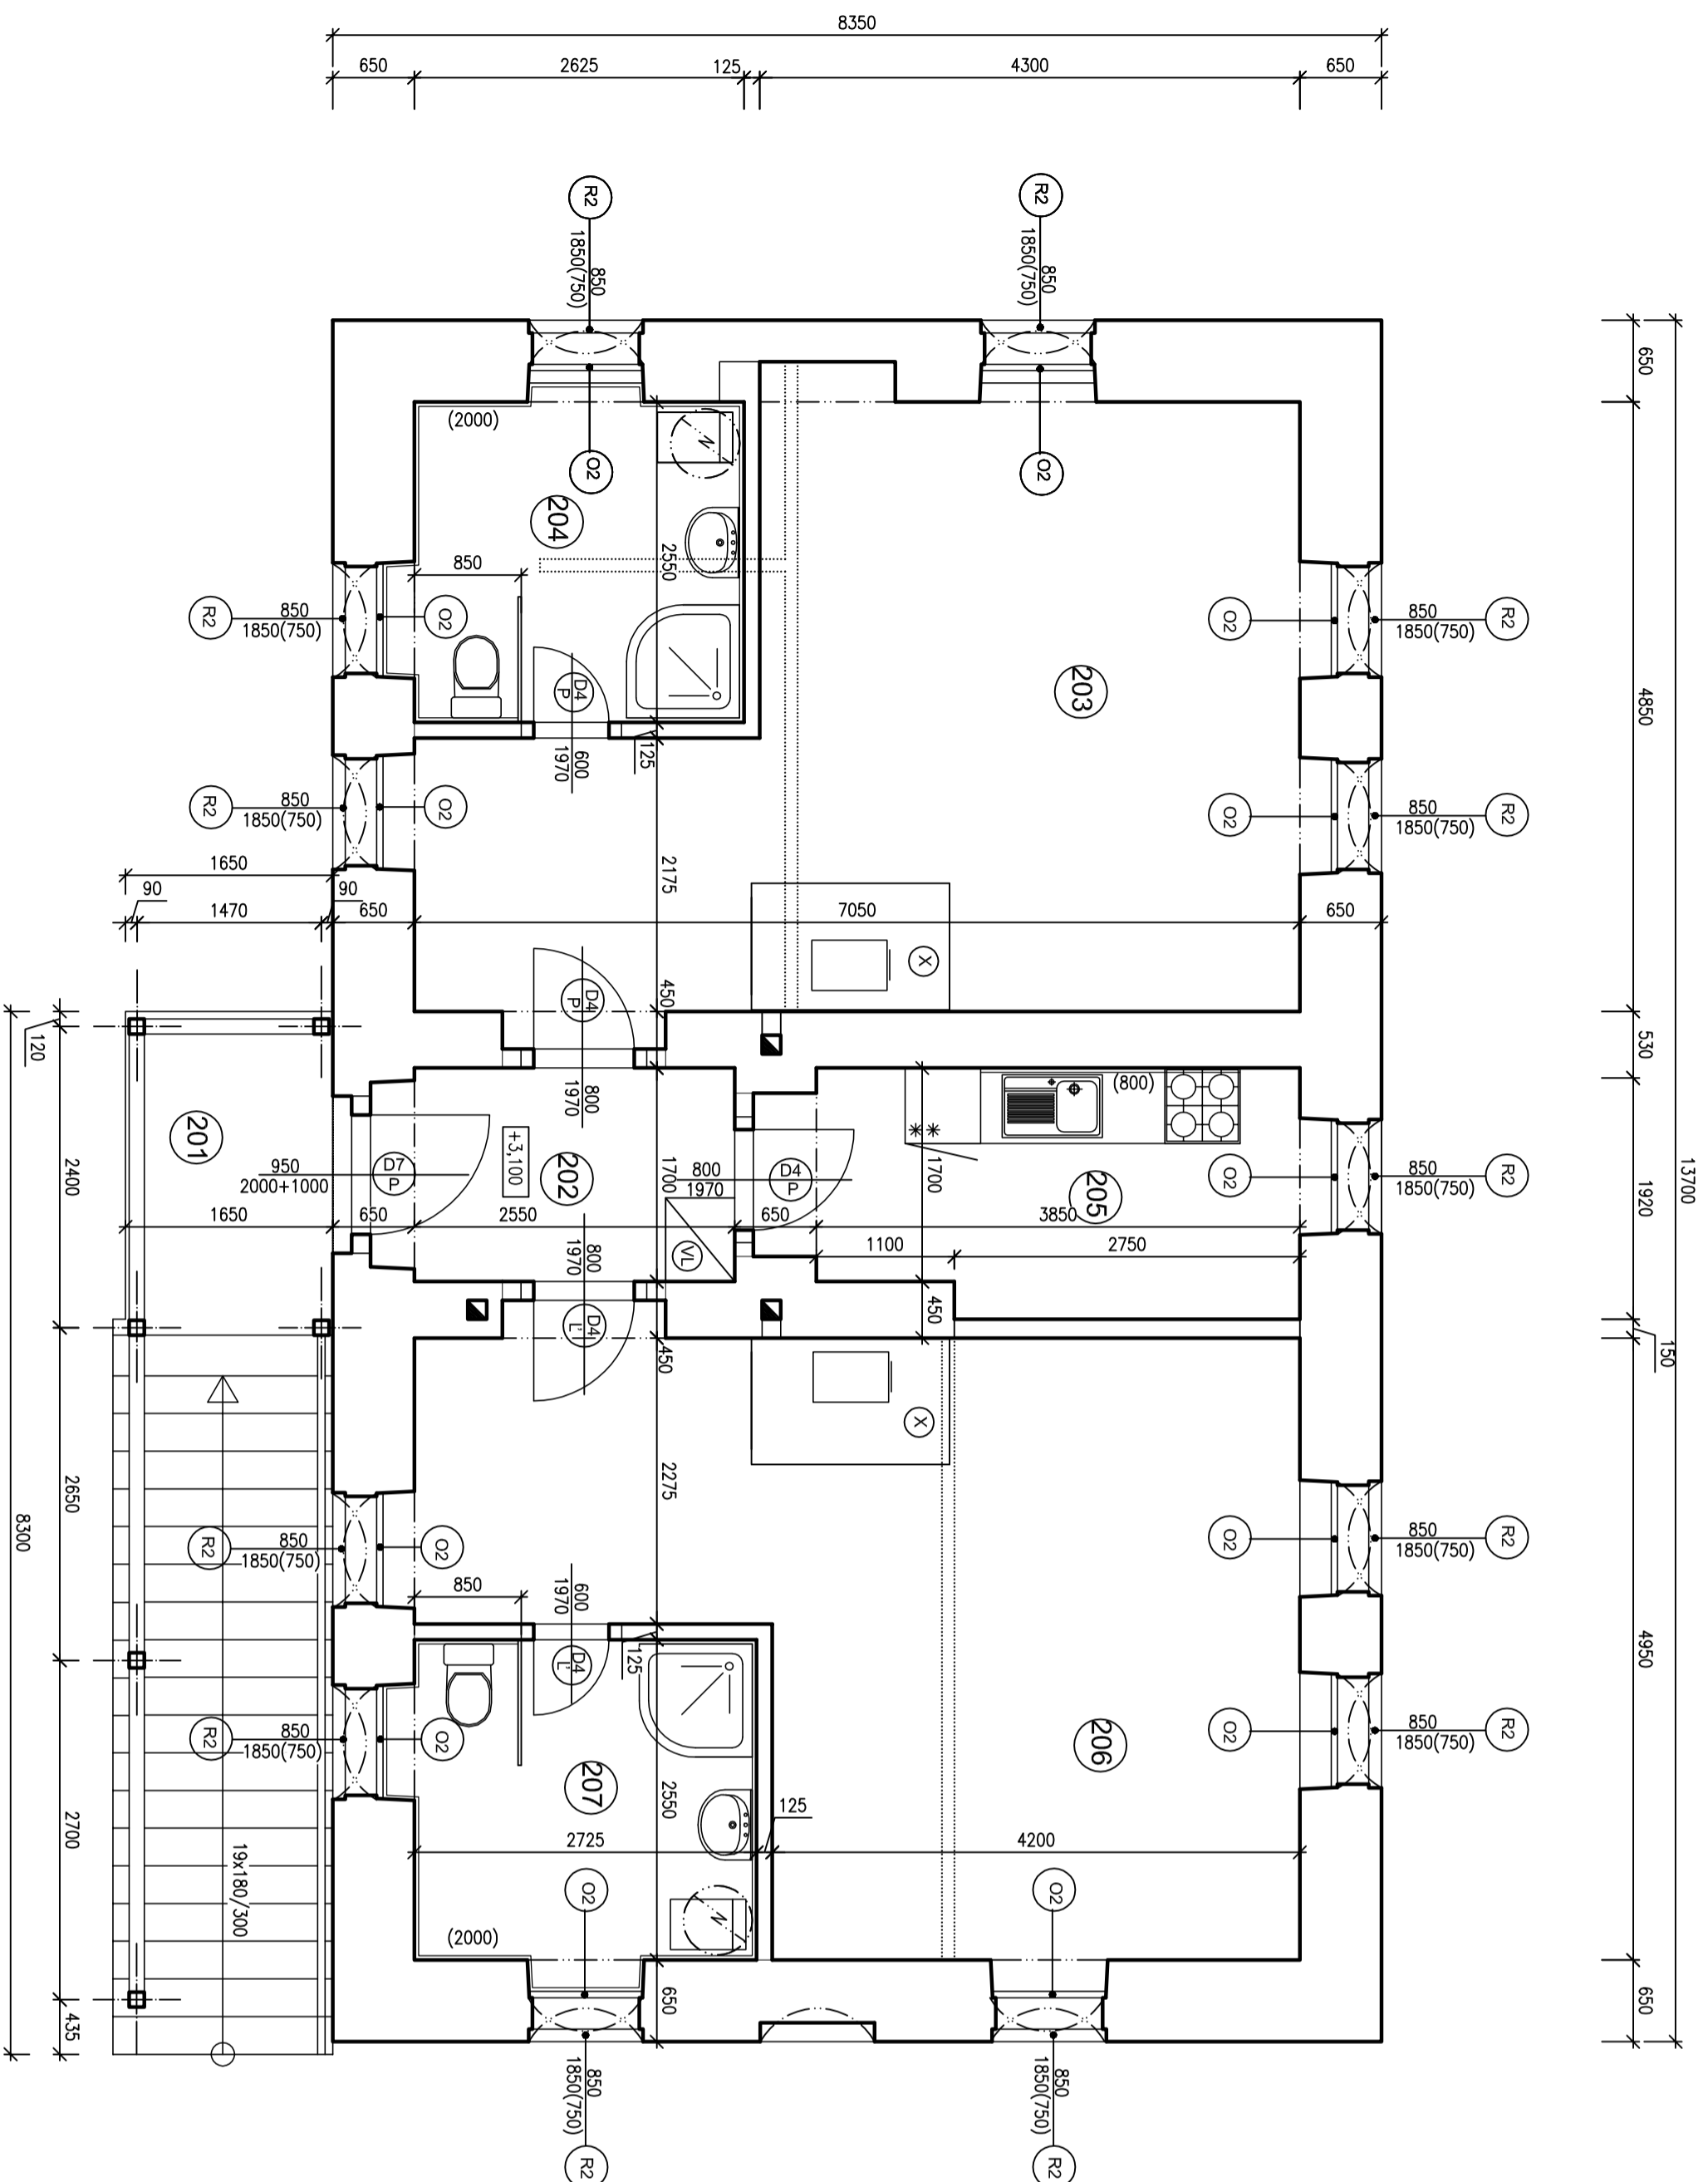 8350
650
2625
125
4300
650
R2
850
1850(750)
R2
850
1850(750)
13700
650
4850
530
1920
150
4950
650
O2
O2
(2000)
N
204
2550
850
203
D4
P
600
1970
125
R2
850
1850(750)
O2
O2
850
1850(750)
R2
R2
850
1850(750)
O2
O2
850
1850(750)
R2
2175
1650
90
1470
90
650
7050
650
X
D4
P
450
800
1970
120
201
2400
950
2000+1000
D7
P
+3,100
202
1700
800
1970
D4
P
1700
(800)
**
205
O2
850
1850(750)
R2
1650
650
2550
650
3850
1100
2750
VL
800
1970
D4
L'
450
450
X
2275
2650
8300
R2
850
1850(750)
O2
O2
850
1850(750)
R2
850
600
1970
D4
L'
125
R2
850
1850(750)
O2
O2
850
1850(750)
R2
206
207
2550
2725
125
4200
2700
19x180/300
435
(2000)
N
O2
O2
650
850
1850(750)
R2
850
1850(750)
R2